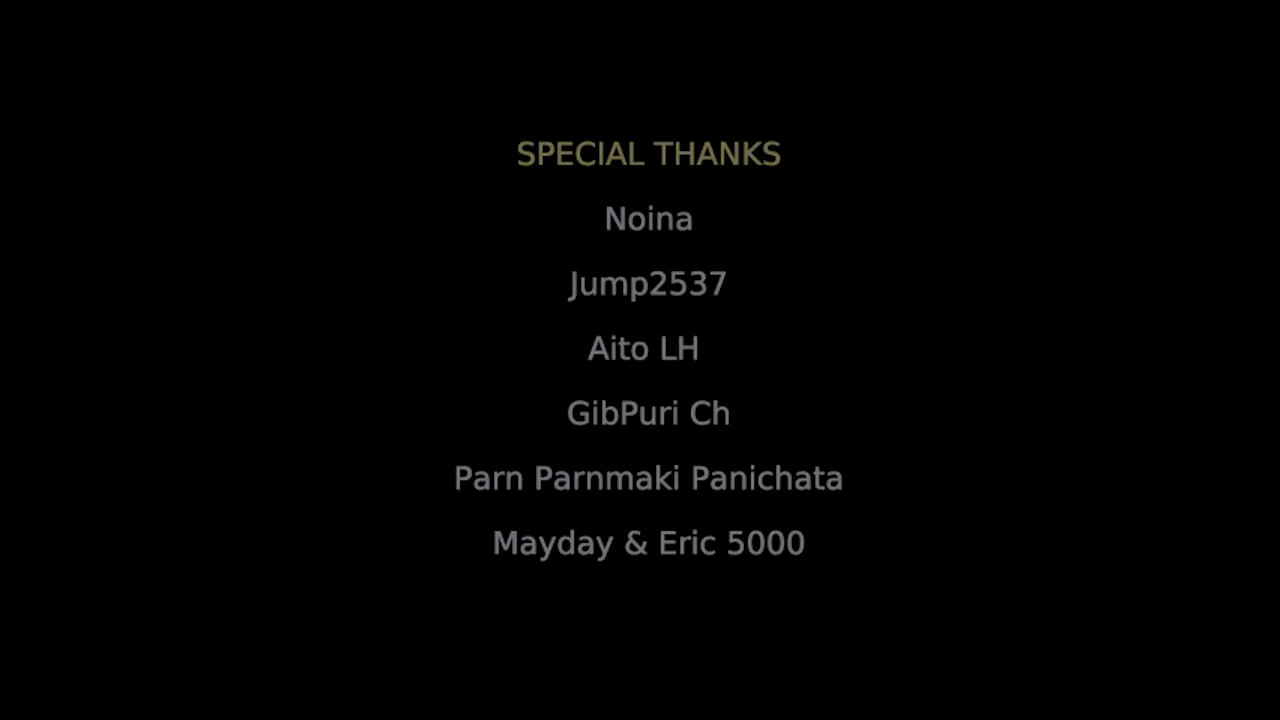 SPECIAL THANKS
Noina
Jump2537
Aito LH
GibPuri Ch
Parn Parnmaki Panichata
Mayday & Eric 5000